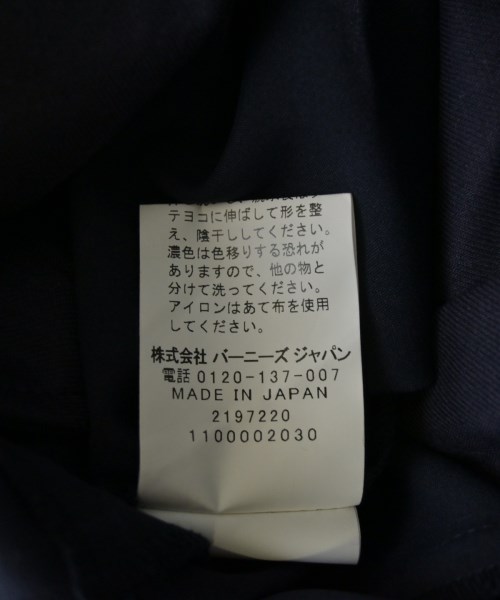 テヨコに伸ばして形を整
え、陰干ししてください。
濃色は色移りする恐れが
ありますので、他の物と
分けて洗ってください。
アイロンはあて布を使用
してください。
株式会社 バーニーズ ジャパン
電話 0120-137-007
MADE IN JAPAN
2197220
1100002030